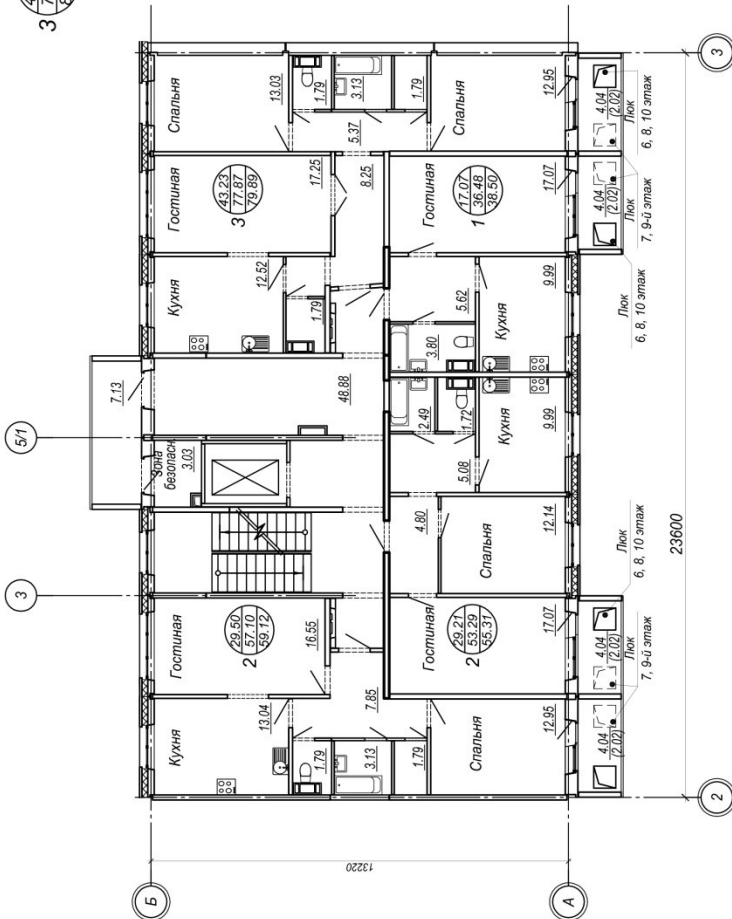 3
Спальня
13.03
1.79
3.13
1.79
5.37
Спальня
12.95
4.04
(2.02)
Люк
6, 8, 10 этаж
3
Гостиная
43.23
77.87
79.89
3
17.25
8.25
Гостиная
17.07
36.48
38.50
1
17.07
4.04
(2.02)
Люк
7, 9-й этаж
Кухня
12.52
1.79
5.62
Кухня
9.99
Люк
6, 8, 10 этаж
3.80
7.13
48.88
5/1
Зона
безопасн.
3.03
2.49
1.72
5.08
Кухня
9.99
4.80
Спальня
12.14
3
23600
Гостиная
29.50
57.10
59.12
2
16.55
Гостиная
29.21
53.29
55.31
2
17.07
4.04
(2.02)
Люк
6, 8, 10 этаж
Люк
7, 9-й этаж
Кухня
13.04
1.79
3.13
1.79
7.85
Спальня
12.95
4.04
(2.02)
2
13220
Б
А